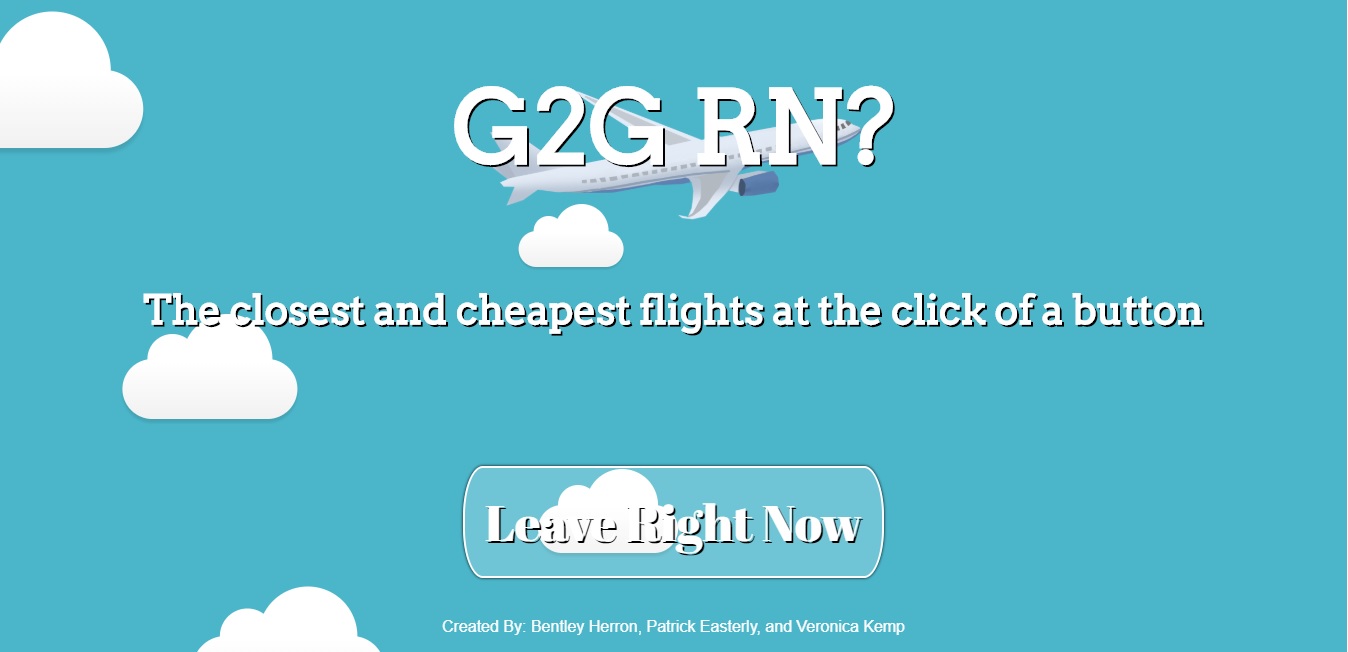 G2G RN?
The closest and cheapest flights at the click of a button
Leave Right Now
Created By: Bentley Herron, Patrick Easterly, and Veronica Kemp